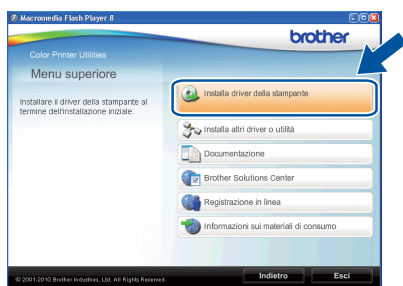 Macromedia Flash Player 8
brother
Color Printer Utilities
Menu superiore
Installare il driver della stampante al
termine dell'installazione iniziale.
Installa driver della stampante
Installa altri driver o utilità
Documentazione
Brother Solutions Center
Registrazione in linea
Informazioni sui materiali di consumo
© 2001-2010 Brother Industries, Ltd. All Rights Reserved.
Indietro
Esci